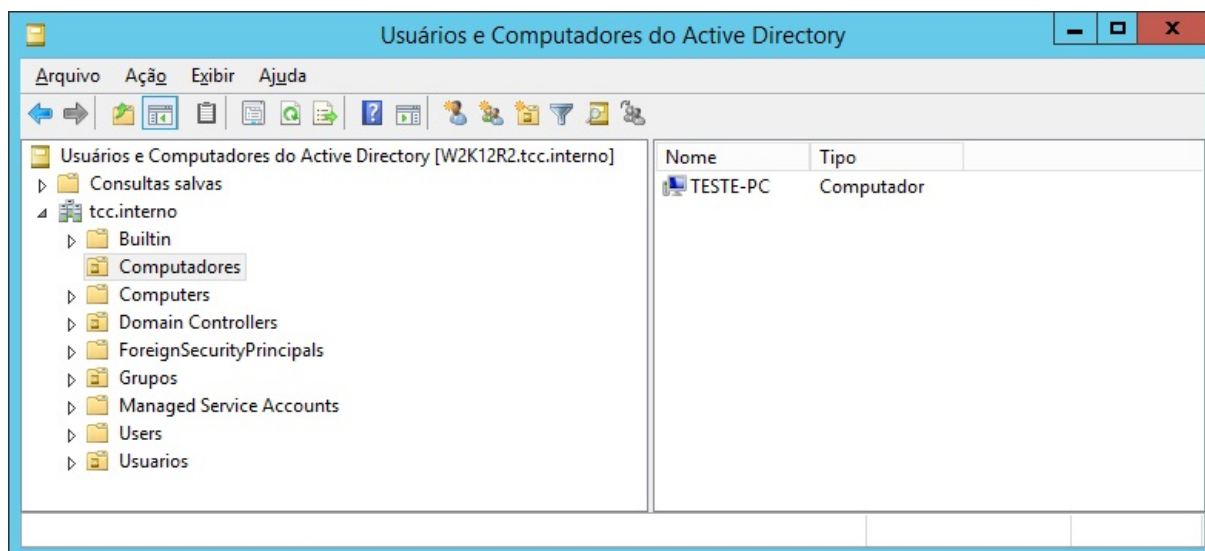 Usuários e Computadores do Active Directory
Arquivo Ação Exibir Ajuda
Usuários e Computadores do Active Directory [W2K12R2.tcc.interno]
Consultas salvas
tcc.interno
Builtin
Computadores
Computers
Domain Controllers
ForeignSecurityPrincipals
Grupos
Managed Service Accounts
Users
Usuarios
Nome Tipo
TESTE-PC Computador